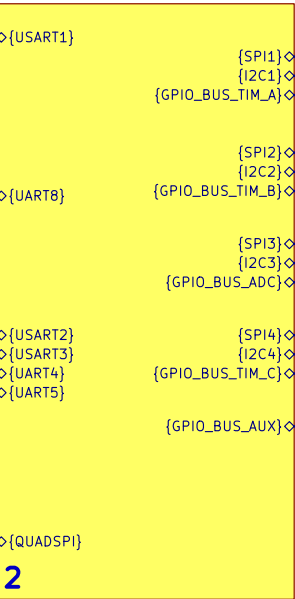 {USART1}
{SPI1}
{I2C1}
{GPIO_BUS_TIM_A}
{SPI2}
{I2C2}
{GPIO_BUS_TIM_B}
{UART8}
{SPI3}
{I2C3}
{GPIO_BUS_ADC}
{USART2}
{SPI4}
{USART3}
{I2C4}
{UART4}
{GPIO_BUS_TIM_C}
{UART5}
{GPIO_BUS_AUX}
{QUADSPI}
2